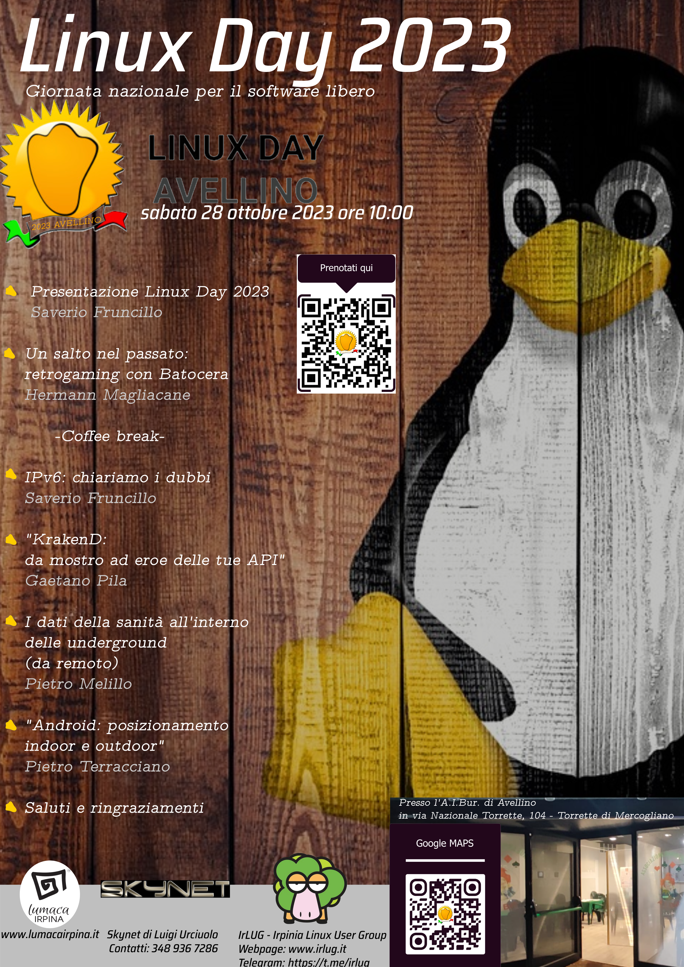 Linux Day 2023
Giornata nazionale per il software libero
LINUX DAY
AVELLINO
2023 AVELLINO
sabato 28 ottobre 2023 ore 10:00
Prenotati qui
Presentazione Linux Day 2023
Saverio Fruncillo
Un salto nel passato:
retrogaming con Batocera
Hermann Magliacane
-Coffee break-
IPv6: chiariamo i dubbi
Saverio Fruncillo
"KrakenD:
da mostro ad eroe delle tue API"
Gaetano Pila
I dati della sanità all'interno
delle underground
(da remoto)
Pietro Melillo
"Android: posizionamento
indoor e outdoor"
Pietro Terracciano
Saluti e ringraziamenti
Presso l'A.I.Bur. di Avellino
in via Nazionale Torrette, 104 - Torrette di Mercogliano
Google MAPS
lumaca
IRPINA
www.lumacairpina.it
SKYNET
Skynet di Luigi Urciuolo
Contatti: 348 936 7286
IrLUG - Irpinia Linux User Group
Webpage: www.irlug.it
Telegram: https://t.me/irlug